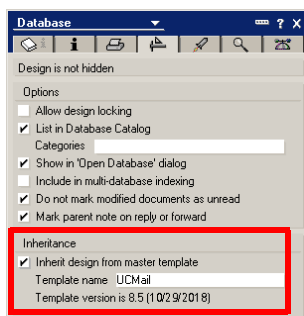 Database ? X
i i
Design is not hidden
Options
Allow design locking
List in Database Catalog
Categories
Show in 'Open Database' dialog
Include in multi-database indexing
Do not mark modified documents as unread
Mark parent note on reply or forward
Inheritance
Inherit design from master template
Template name UCMail
Template version is 8.5 (10/29/2018)